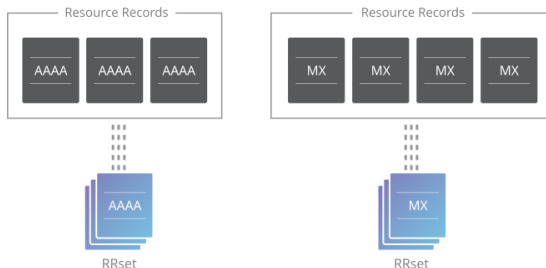 Resource Records
AAAA AAAA AAAA
AAAA
RRset
Resource Records
MX MX MX MX
MX
RRset